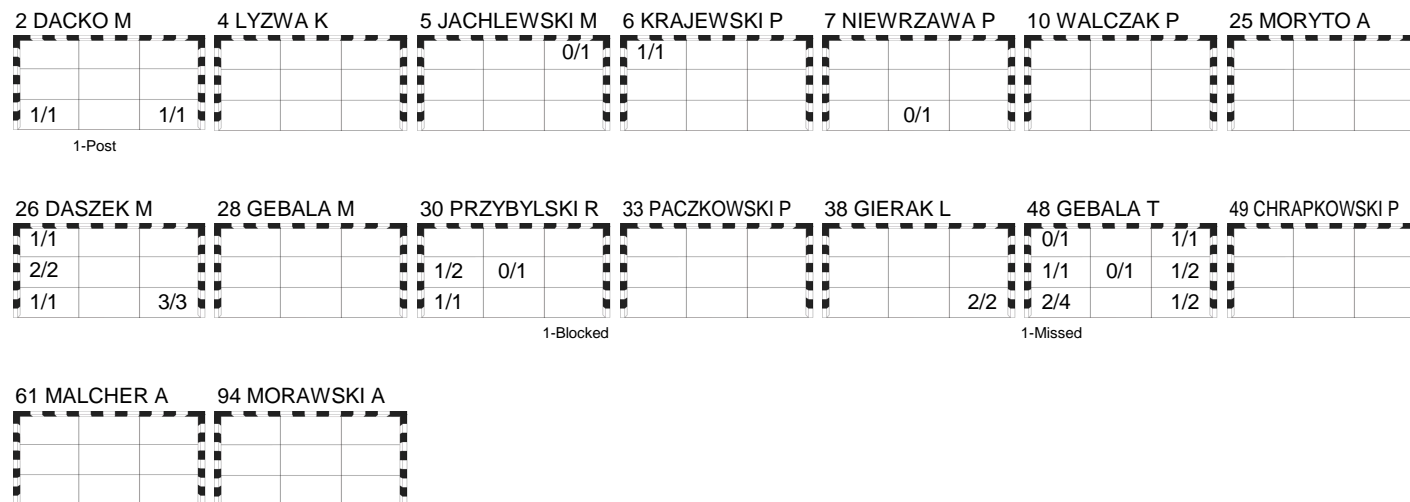 2 DACKO M 4 LYZWA K 5 JACHLEWSKI M 6 KRAJEWSKI P 7 NIEWRZAWA P 10 WALCZAK P 25 MORYTO A
0/1 1/1
1/1 1/1 0/1
1-Post
26 DASZEK M 28 GEBALA M 30 PRZYBYLSKI R 33 PACZKOWSKI P 38 GIERAK L 48 GEBALA T 49 CHRAPKOWSKI P
1/1 0/1 1/1
2/2 1/2 0/1 1/1 0/1 1/2
1/1 3/3 1/1 2/2 2/4 1/2
1-Blocked 1-Missed
61 MALCHER A 94 MORAWSKI A